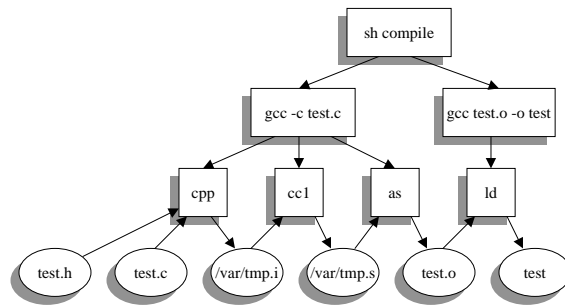 sh compile
gcc -c test.c
gcc test.o -o test
cpp
cc1
as
ld
test.h
test.c
/var/tmp.i
/var/tmp.s
test.o
test